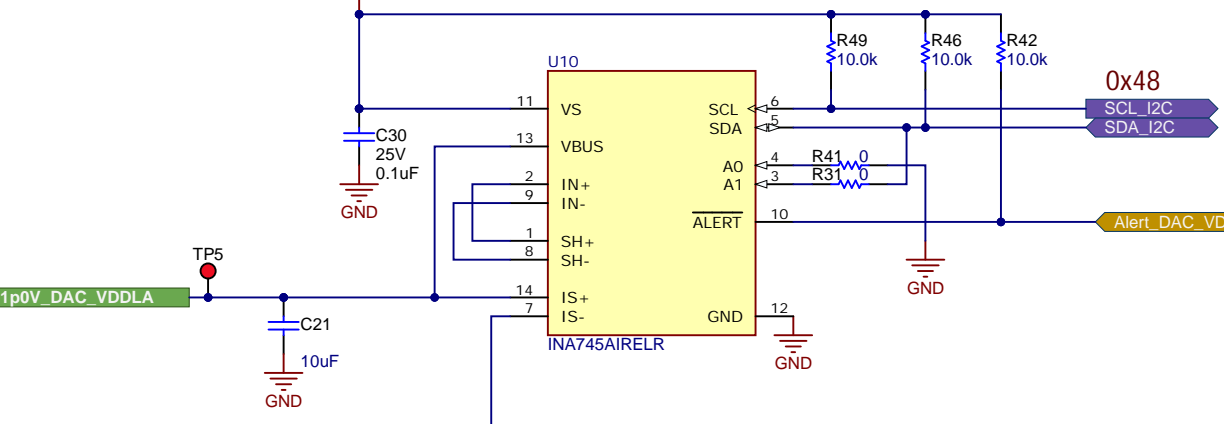 R49
10.0k
R46
10.0k
R42
10.0k
U10
0x48
11
VS
SCL
6
SCL_I2C
SDA
5
SDA_I2C
C30
25V
0.1uF
GND
13
VBUS
A0
4
R41
0
A1
3
R31
0
2
IN+
9
IN-
ALERT
10
Alert_DAC_VD
1
SH+
8
SH-
TP5
1p0V_DAC_VDDLA
14
IS+
7
IS-
GND
12
GND
GND
C21
10uF
GND
INA745AIRELR